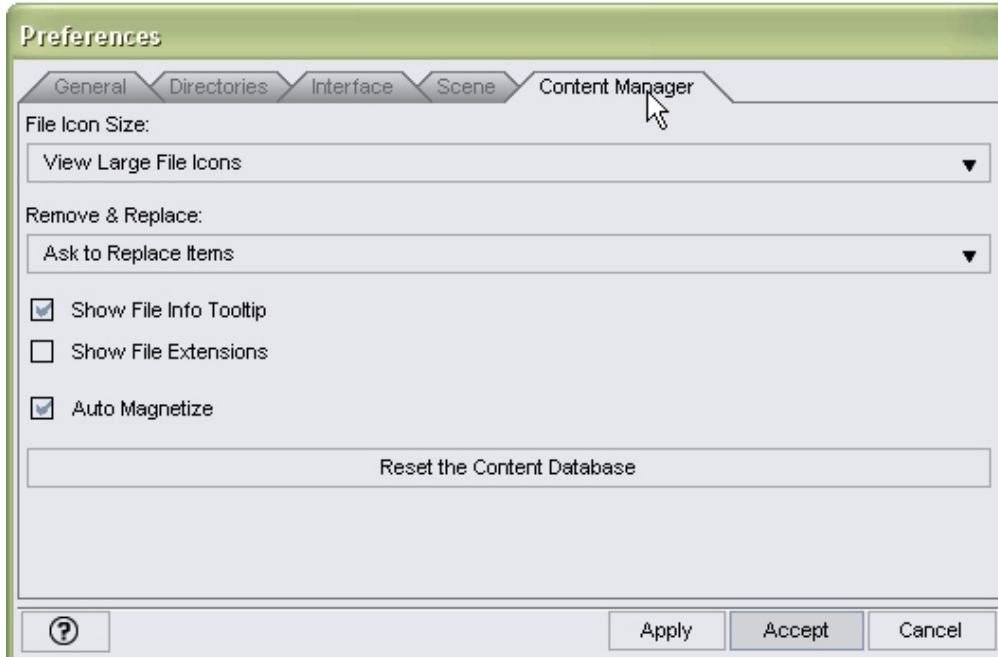 Preferences
General Directories Interface Scene Content Manager
File Icon Size:
View Large File Icons
Remove & Replace:
Ask to Replace Items
Show File Info Tooltip
Show File Extensions
Auto Magnetize
Reset the Content Database
? Apply Accept Cancel